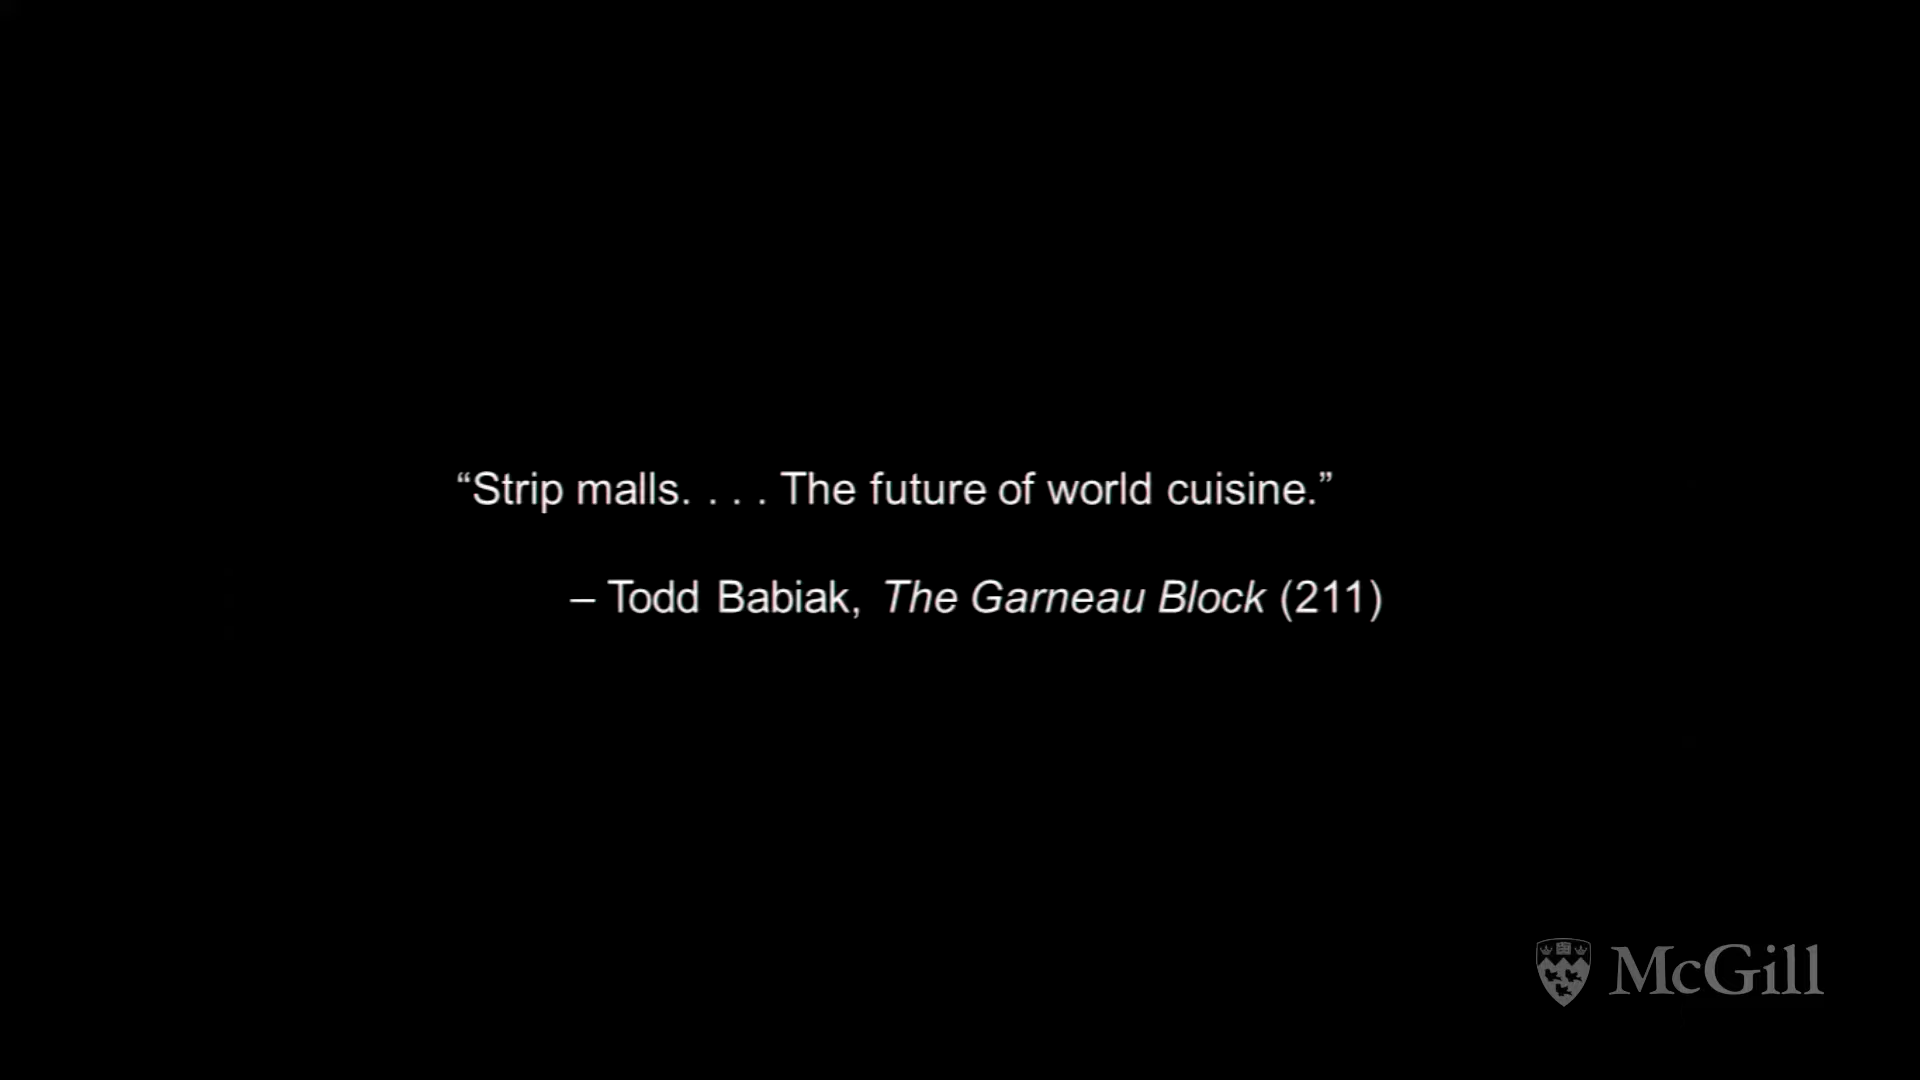 “Strip malls. . . . The future of world cuisine.”
– Todd Babiak, The Garneau Block (211)
McGill